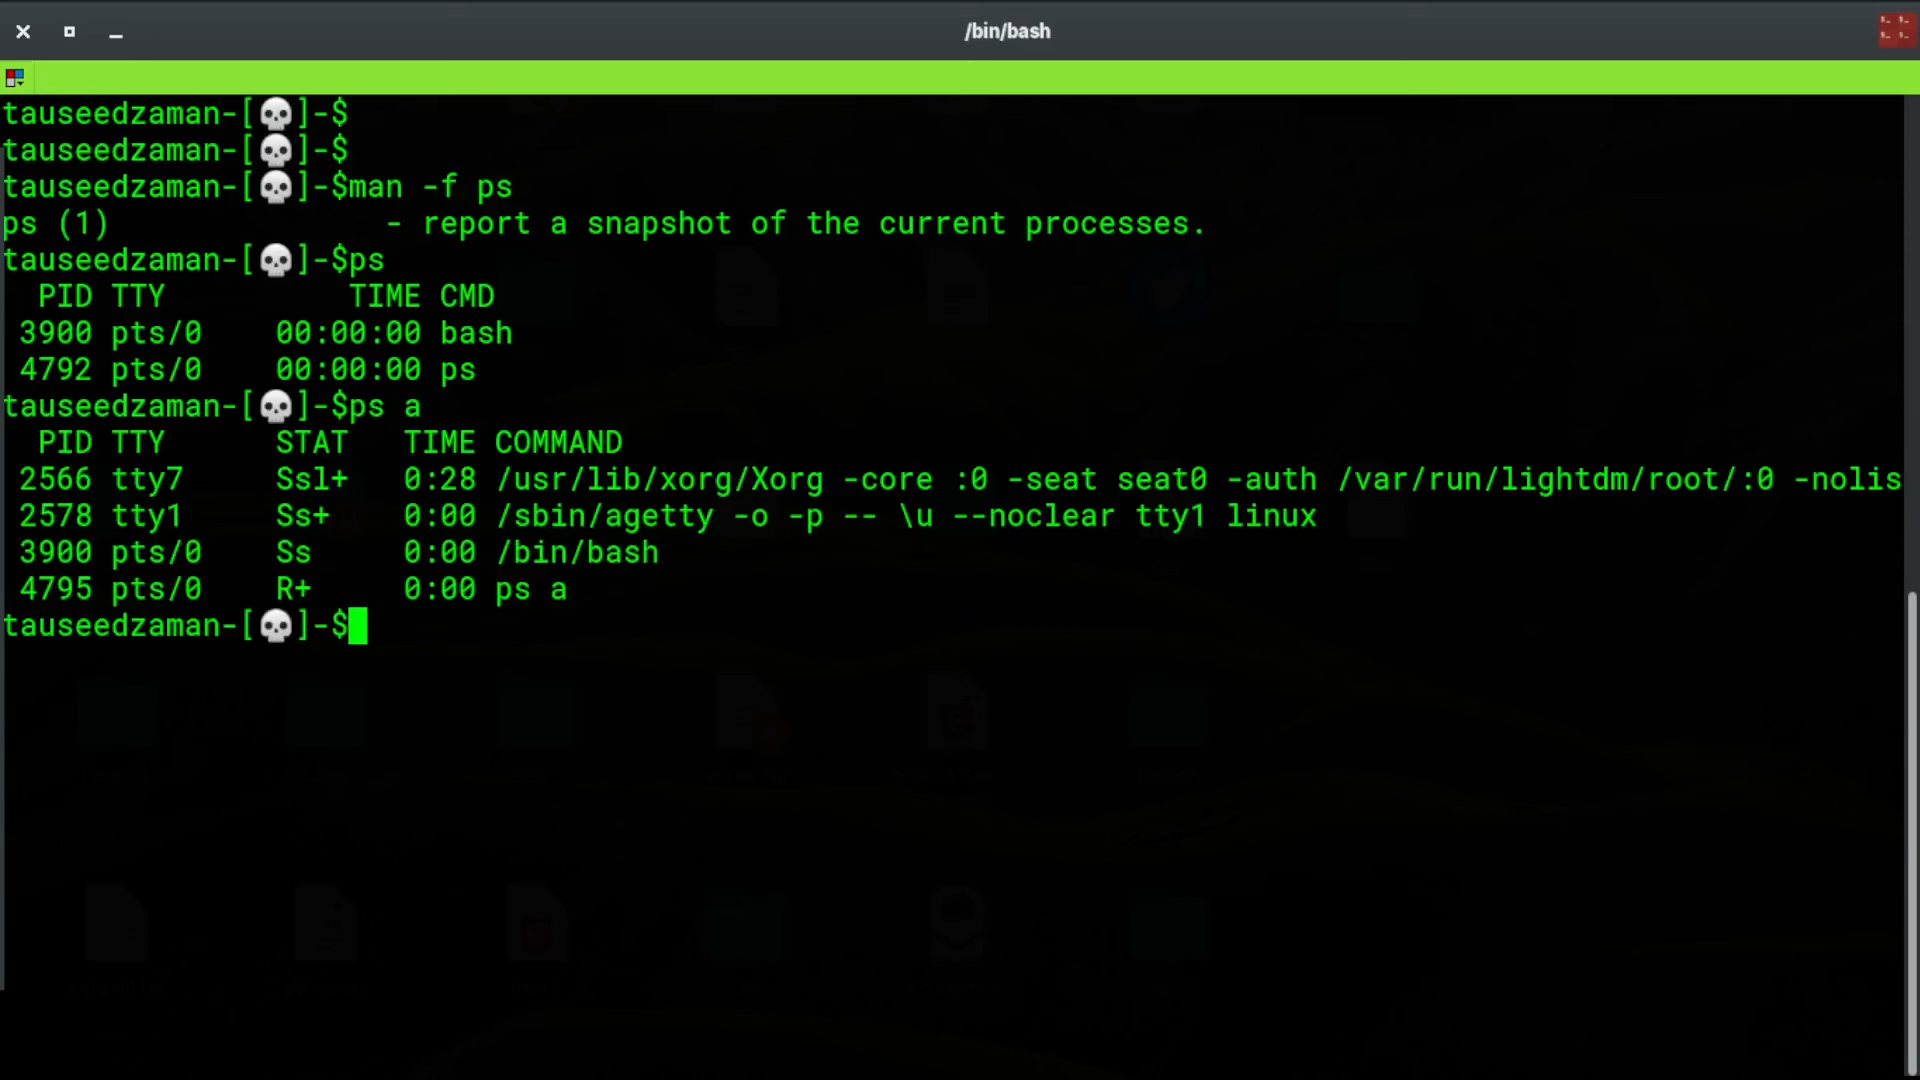 /bin/bash
tauseedzaman-[💀]-$
tauseedzaman-[💀]-$
tauseedzaman-[💀]-$man -f ps
ps (1)               - report a snapshot of the current processes.
tauseedzaman-[💀]-$ps
  PID TTY          TIME CMD
 3900 pts/0    00:00:00 bash
 4792 pts/0    00:00:00 ps
tauseedzaman-[💀]-$ps a
  PID TTY      STAT   TIME COMMAND
 2566 tty7     Ssl+   0:28 /usr/lib/xorg/Xorg -core :0 -seat seat0 -auth /var/run/lightdm/root/:0 -nolis
 2578 tty1     Ss+    0:00 /sbin/agetty -o -p -- \u --noclear tty1 linux
 3900 pts/0    Ss     0:00 /bin/bash
 4795 pts/0    R+     0:00 ps a
tauseedzaman-[💀]-$